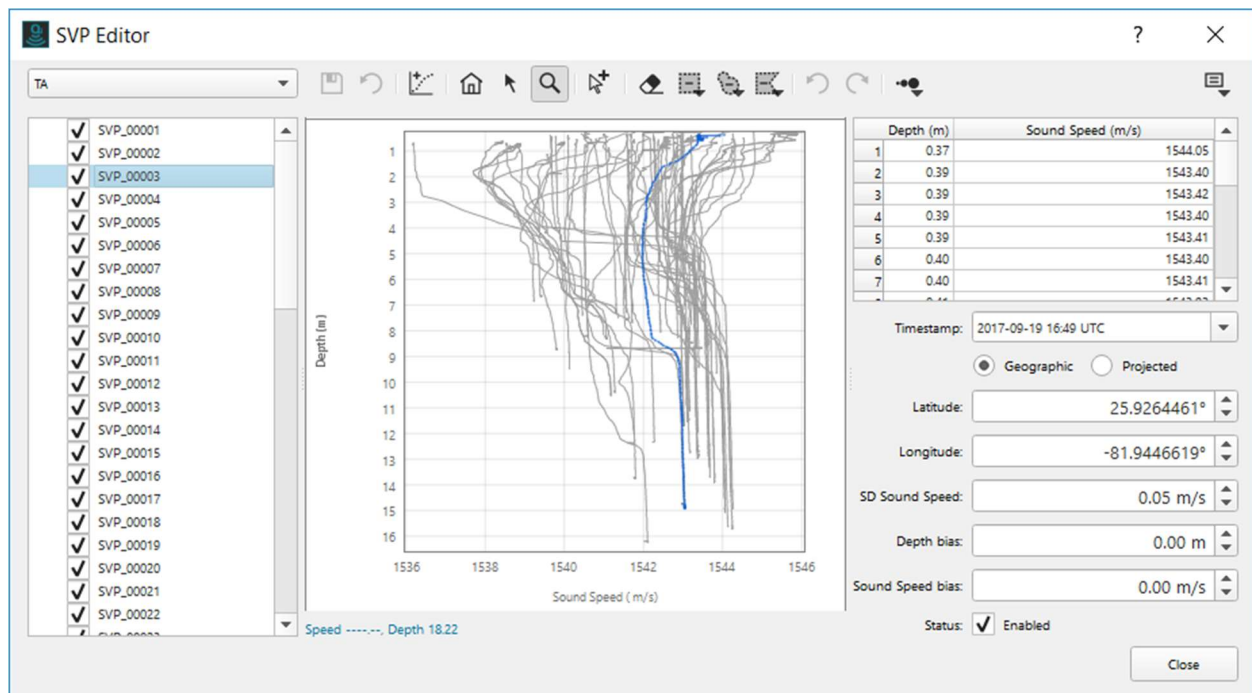 SVP Editor
?
TA
SVP_00001
SVP_00002
SVP_00003
SVP_00004
SVP_00005
SVP_00006
SVP_00007
SVP_00008
SVP_00009
SVP_00010
SVP_00011
SVP_00012
SVP_00013
SVP_00014
SVP_00015
SVP_00016
SVP_00017
SVP_00018
SVP_00019
SVP_00020
SVP_00021
SVP_00022
Depth (m)
1
2
3
4
5
6
7
8
9
10
11
12
13
14
15
16
1536 1538 1540 1542 1544 1546
Sound Speed ( m/s)
Speed ----.--, Depth 18.22
Depth (m) Sound Speed (m/s)
1 0.37 1544.05
2 0.39 1543.40
3 0.39 1543.42
4 0.39 1543.40
5 0.39 1543.41
6 0.40 1543.40
7 0.40 1543.41
Timestamp: 2017-09-19 16:49 UTC
Geographic Projected
Latitude: 25.9264461°
Longitude: -81.9446619°
SD Sound Speed: 0.05 m/s
Depth bias: 0.00 m
Sound Speed bias: 0.00 m/s
Status: Enabled
Close